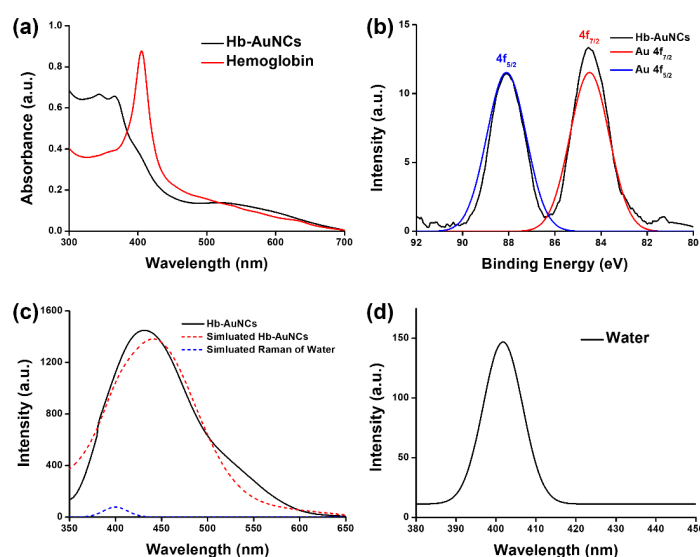 (a)
Hb-AuNCs
Hemoglobin
Absorbance (a.u.)
1.0
0.8
0.6
0.4
0.2
0.0
300 400 500 600 700
Wavelength (nm)
(b)
4f5/2
4f7/2
Hb-AuNCs
Au 4f7/2
Au 4f5/2
Intensity (a.u.)
15
10
5
0
92 90 88 86 84 82 80
Binding Energy (eV)
(c)
Hb-AuNCs
Simluated Hb-AuNCs
Simluated Raman of Water
Intensity (a.u.)
1600
1200
800
400
0
350 400 450 500 550 600 650
Wavelength (nm)
(d)
Water
Intensity (a.u.)
150
100
50
0
380 390 400 410 420 430 440 450
Wavelength (nm)